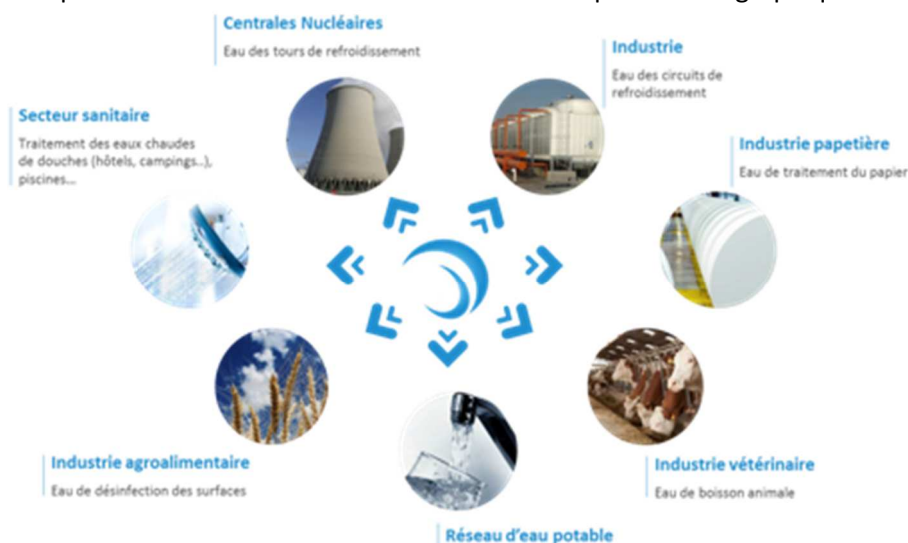 Centrales Nucléaires
Eau des tours de refroidissement
Industrie
Eau des circuits de
refroidissement
Secteur sanitaire
Traitement des eaux chaudes
de douches (hôtels, campings..),
piscines...
Industrie papetière
Eau de traitement du papier
Industrie agroalimentaire
Eau de désinfection des surfaces
Industrie vétérinaire
Eau de boisson animale
Réseau d'eau potable